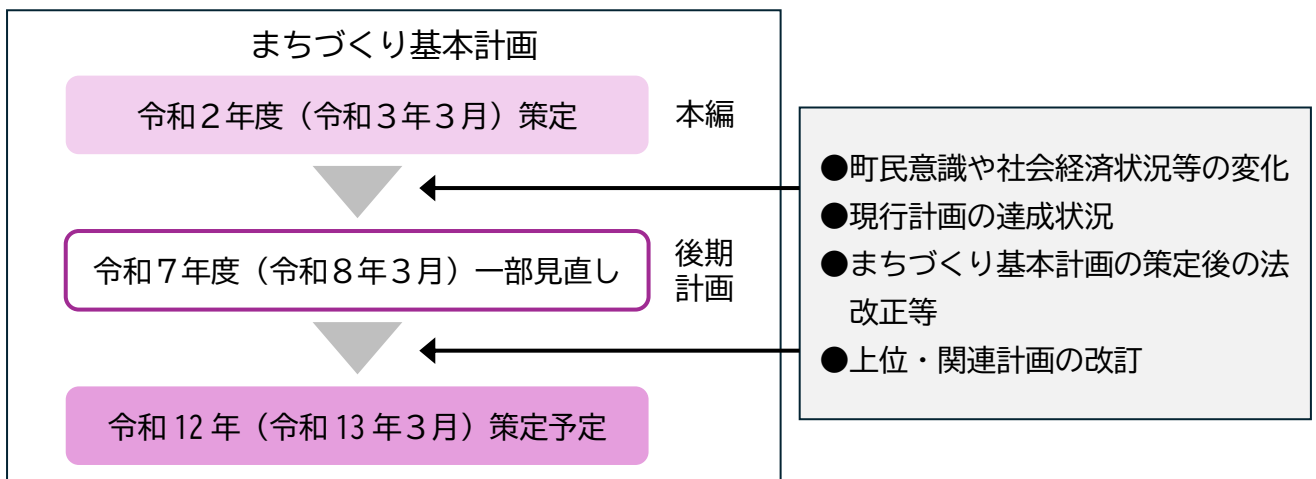 まちづくり基本計画
令和２年度（令和３年３月）策定
本編
令和７年度（令和８年３月）一部見直し
後期
計画
令和 12 年（令和 13 年３月）策定予定
●町民意識や社会経済状況等の変化
●現行計画の達成状況
●まちづくり基本計画の策定後の法
改正等
●上位・関連計画の改訂